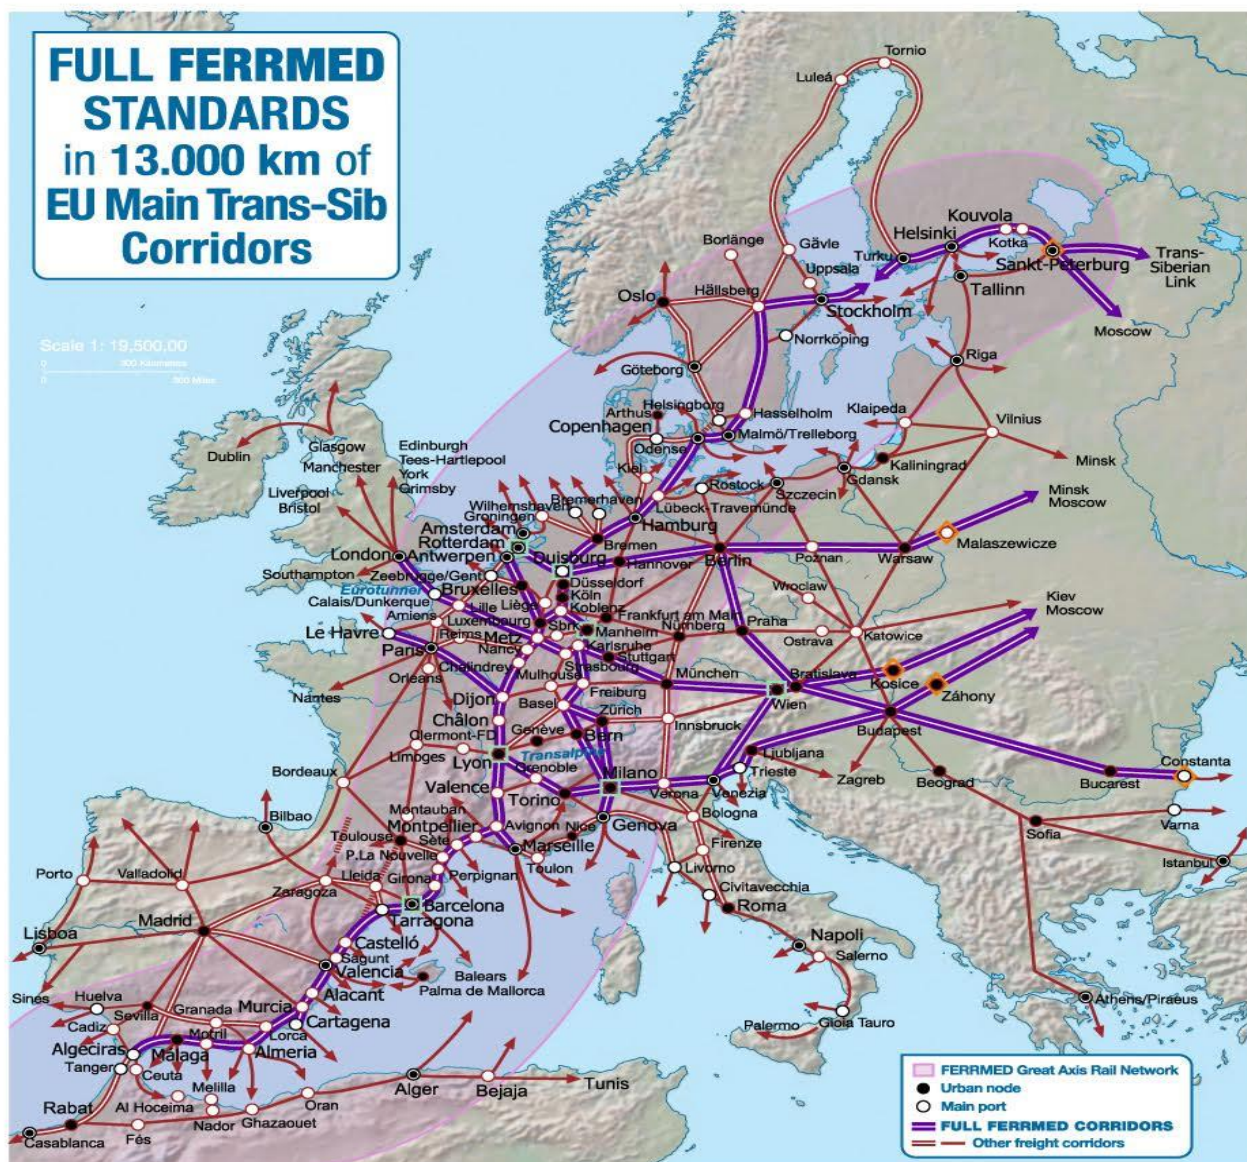 FULL FERRMED
STANDARDS
in 13.000 km of
EU Main Trans-Sib
Corridors
Scale 1: 19,500,00
0 300 Kilometres
0 300 Miles
Tornio
Luleá
Kouvola
Helsinki
Kotka
Borlänge
Gävle
Turku
Sankt-Peterburg
Trans-
Siberian
Link
Uppsala
Tallinn
Oslo
Hällsberg
Stockholm
Moscow
Norrköping
Riga
Göteborg
Helsingborg
Arthus
Hasselholm
Klaipeda
Vilnius
Copenhagen
Malmö/Trelleborg
Odense
Minsk
Glasgow
Dublin
Manchester
Edinburgh
Tees-Hartlepool
York
Grimsby
Kaliningrad
Kiel
Gdansk
Rostock
Szczecin
Liverpool
Bristol
Bremerhaven
Wilhemshaven
Groningen
Lübeck-Travemünde
Minsk
Moscow
Amsterdam
Hamburg
Rotterdam
Bremen
Malaszewicze
London
Antwerpen
Duisburg
Hannover
Berlin
Poznan
Warsaw
Southampton
Zeebrugge/Gent
Düsseldorf
Eurotunnel
Bruxelles
Köln
Wroclaw
Kiev
Moscow
Calais/Dunkerque
Lille
Liège
Koblenz
Amiens
Luxembourg
Frankfurt am Main
Sbrk
Nürnberg
Praha
Ostrava
Katowice
Le Havre
Reims
Metz
Manheim
Paris
Nancy
Karlsruhe
Stuttgart
Chalindrey
Strasbourg
Orleans
Mulhouse
München
Bratislava
Kosice
Záhony
Nantes
Dijon
Freiburg
Wien
Basel
Zürich
Châlon
Innsbruck
Budapest
Clermont-FD
Genève
Bern
Limoges
Lyon
Transalpine
Ljubljana
Constanta
Bordeaux
Grenoble
Milano
Trieste
Zagreb
Beograd
Bucarest
Valence
Torino
Verona
Venezia
Montauban
Bologna
Varna
Bilbao
Montpellier
Avignon
Nice
Genova
Sofia
Toulouse
Sète
Marseille
Firenze
P.La Nouvelle
Toulon
Istanbul
Porto
Valladolid
Lleida
Girona
Perpignan
Livorno
Zaragoza
Civitavecchia
Barcelona
Roma
Madrid
Tarragona
Lisboa
Castelló
Napoli
Sagunt
Salerno
Valencia
Balears
Palma de Mallorca
Sines
Huelva
Alacant
Athens/Piraeus
Sevilla
Granada
Murcia
Cadiz
Cartagena
Gioia Tauro
Motril
Lorca
Palermo
Algeciras
Málaga
Almeria
Tanger
Ceuta
Alger
Bejaja
Tunis
Melilla
Rabat
Al Hoceima
Oran
Nador
Ghazaouet
Casablanca
Fés
FERRMED Great Axis Rail Network
Urban node
Main port
FULL FERRMED CORRIDORS
Other freight corridors